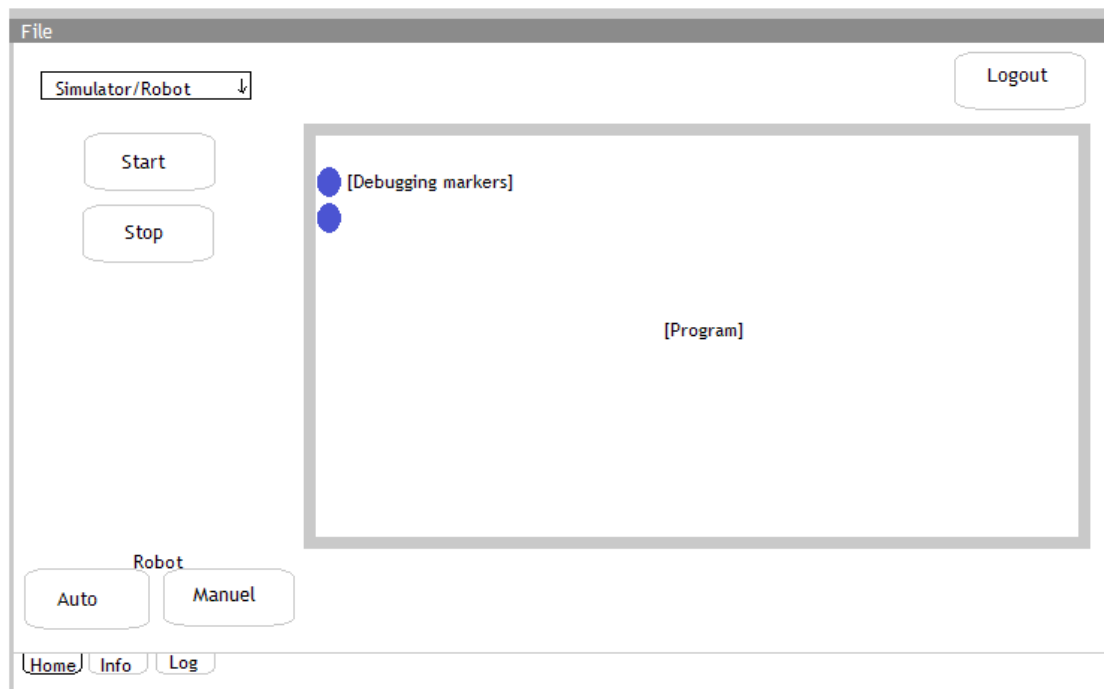 File
Simulator/Robot ↓
Logout
Start
Stop
[Debugging markers]
[Program]
Robot
Auto
Manuel
Home
Info
Log